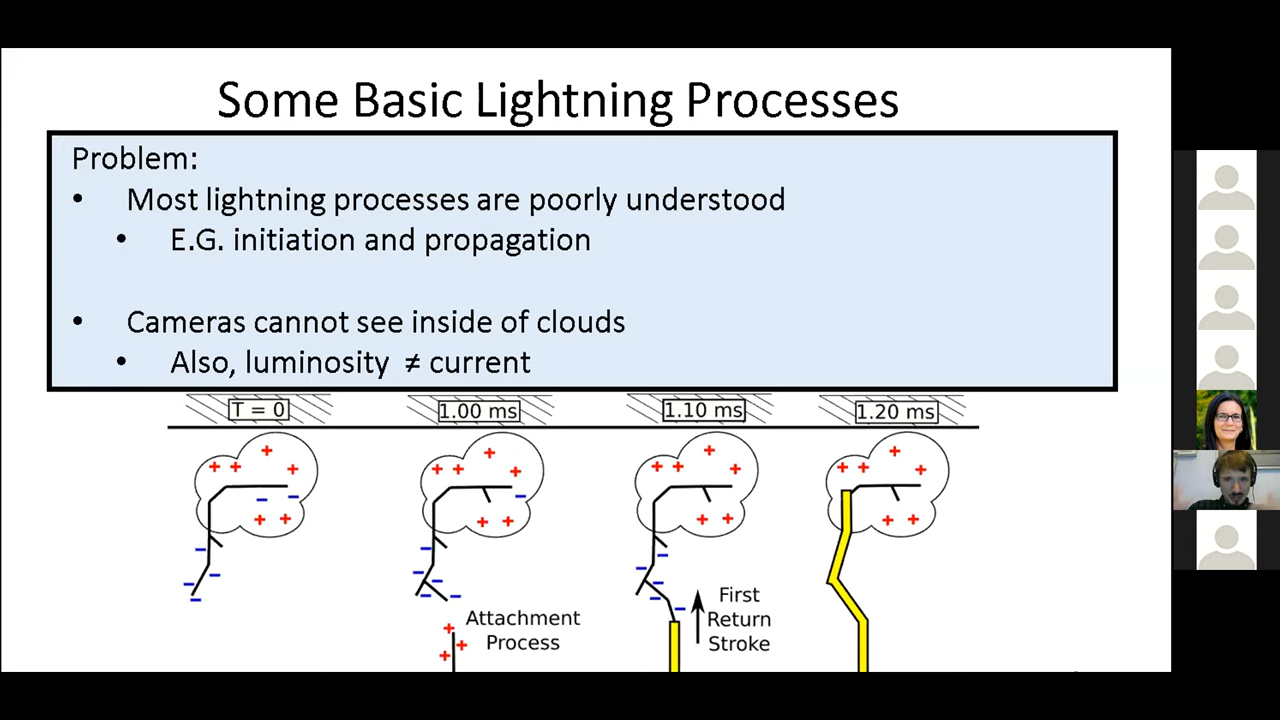 Some Basic Lightning Processes
Problem:
• Most lightning processes are poorly understood
• E.G. initiation and propagation
• Cameras cannot see inside of clouds
• Also, luminosity ≠ current
T = 0
1.00 ms
1.10 ms
1.20 ms
Attachment
Process
First
Return
Stroke